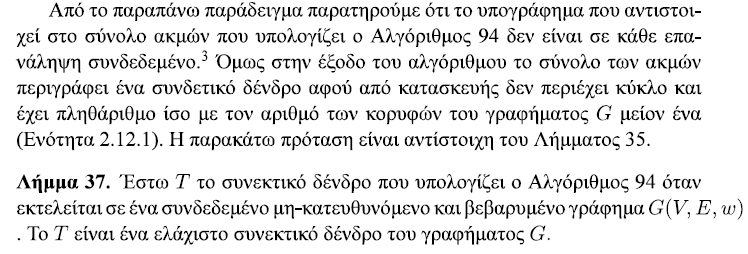 Από το παραπάνω παράδειγμα παρατηρούμε ότι το υπογράφημα που αντιστοι-
χεί στο σύνολο ακμών που υπολογίζει ο Αλγόριθμος 94 δεν είναι σε κάθε επα-
νάληψη συνδεδεμένο.³ Όμως στην έξοδο του αλγόριθμου το σύνολο των ακμών
περιγράφει ένα συνδετικό δένδρο αφού από κατασκευής δεν περιέχει κύκλο και
έχει πληθάριθμο ίσο με τον αριθμό των κορυφών του γραφήματος G μείον ένα
(Ενότητα 2.12.1). Η παρακάτω πρόταση είναι αντίστοιχη του Λήμματος 35.
Λήμμα 37. Έστω T το συνεκτικό δένδρο που υπολογίζει ο Αλγόριθμος 94 όταν
εκτελείται σε ένα συνδεδεμένο μη-κατευθυνόμενο και βεβαρυμένο γράφημα G(V, E, w)
. Το T είναι ένα ελάχιστο συνεκτικό δένδρο του γραφήματος G.